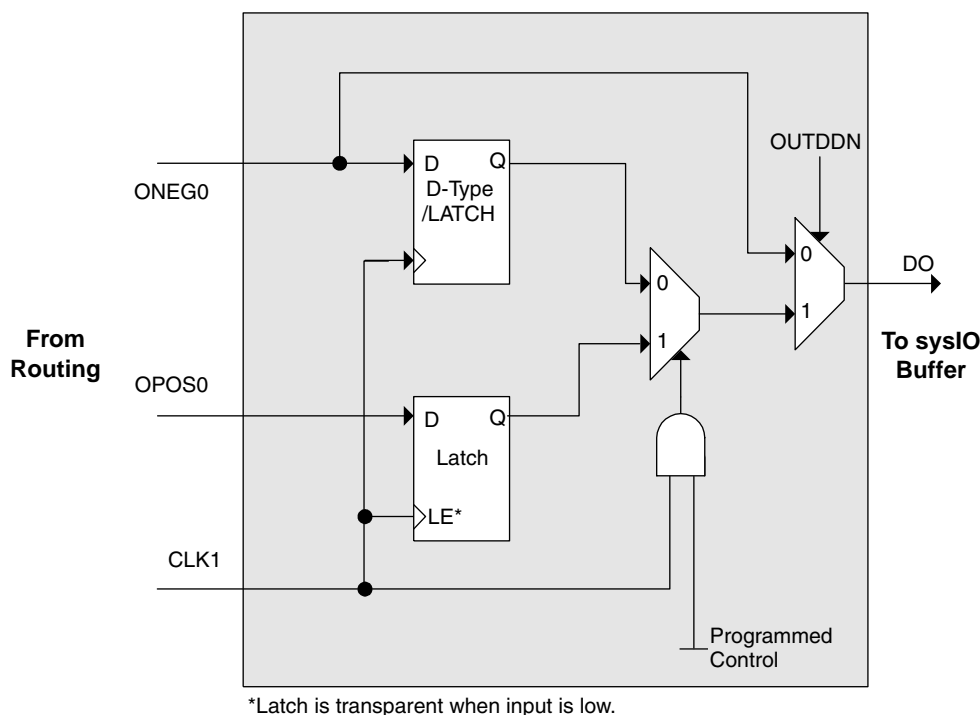 OUTDDN
ONEG0
D
Q
D-Type
/LATCH
0
0
DO
1
1
From
Routing
To sysIO
Buffer
OPOS0
D
Q
Latch
LE*
CLK1
Programmed
Control
*Latch is transparent when input is low.